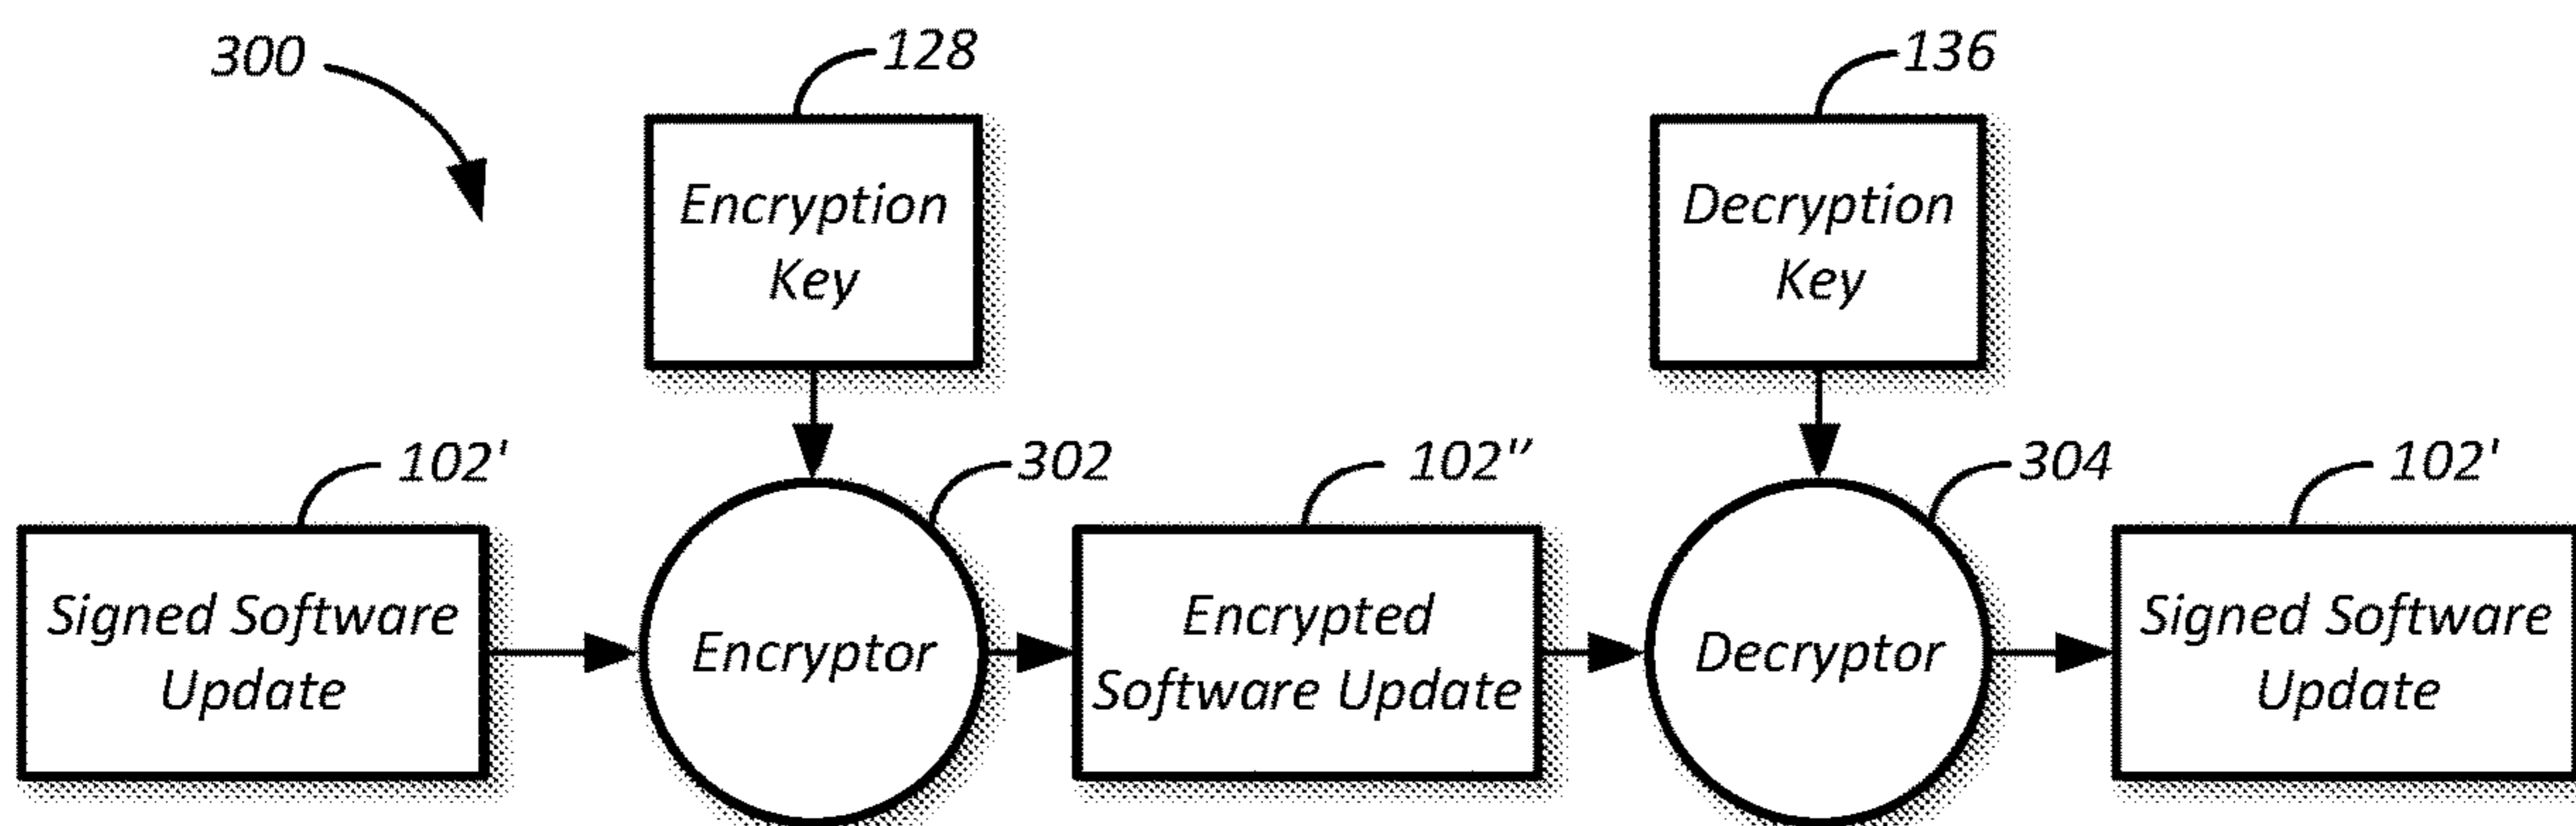 300
128
136
Encryption
Key
Decryption
Key
102'
302
102"
304
102'
Signed Software
Update
Encryptor
Encrypted
Software Update
Decryptor
Signed Software
Update